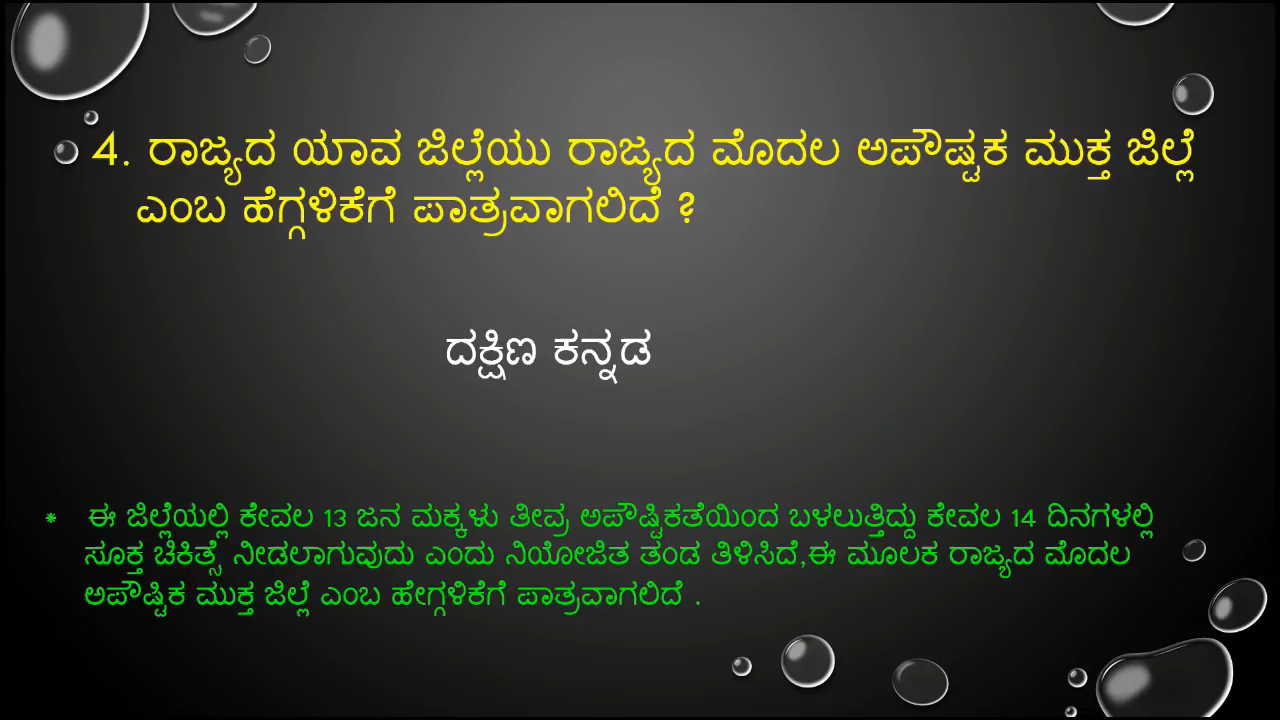 4. ರಾಜ್ಯದ ಯಾವ ಜಿಲ್ಲೆಯು ರಾಜ್ಯದ ಮೊದಲ ಅಪೌಷ್ಟಕ ಮುಕ್ತ ಜಿಲ್ಲೆ
ಎಂಬ ಹೆಗ್ಗಳಿಕೆಗೆ ಪಾತ್ರವಾಗಲಿದೆ ?
ದಕ್ಷಿಣ ಕನ್ನಡ
* ಈ ಜಿಲ್ಲೆಯಲ್ಲಿ ಕೇವಲ 13 ಜನ ಮಕ್ಕಳು ತೀವ್ರ ಅಪೌಷ್ಟಿಕತೆಯಿಂದ ಬಳಲುತ್ತಿದ್ದು ಕೇವಲ 14 ದಿನಗಳಲ್ಲಿ
ಸೂಕ್ತ ಚಿಕಿತ್ಸೆ ನೀಡಲಾಗುವುದು ಎಂದು ನಿಯೋಜಿತ ತಂಡ ತಿಳಿಸಿದೆ,ಈ ಮೂಲಕ ರಾಜ್ಯದ ಮೊದಲ
ಅಪೌಷ್ಟಿಕ ಮುಕ್ತ ಜಿಲ್ಲೆ ಎಂಬ ಹೇಗ್ಗಳಿಕೆಗೆ ಪಾತ್ರವಾಗಲಿದೆ .